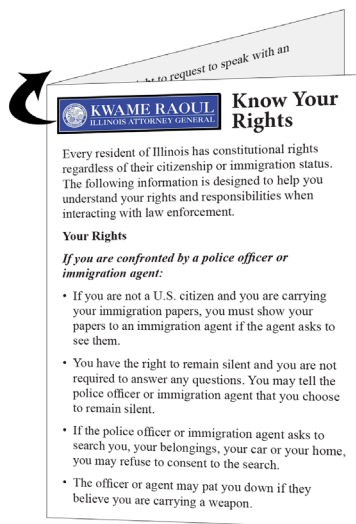 to request to speak with an
KWAME RAOUL
ILLINOIS ATTORNEY GENERAL
Know Your
Rights
Every resident of Illinois has constitutional rights
regardless of their citizenship or immigration status.
The following information is designed to help you
understand your rights and responsibilities when
interacting with law enforcement.
Your Rights
If you are confronted by a police officer or
immigration agent:
• If you are not a U.S. citizen and you are carrying
your immigration papers, you must show your
papers to an immigration agent if the agent asks to
see them.
• You have the right to remain silent and you are not
required to answer any questions. You may tell the
police officer or immigration agent that you choose
to remain silent.
• If the police officer or immigration agent asks to
search you, your belongings, your car or your home,
you may refuse to consent to the search.
• The officer or agent may pat you down if they
believe you are carrying a weapon.